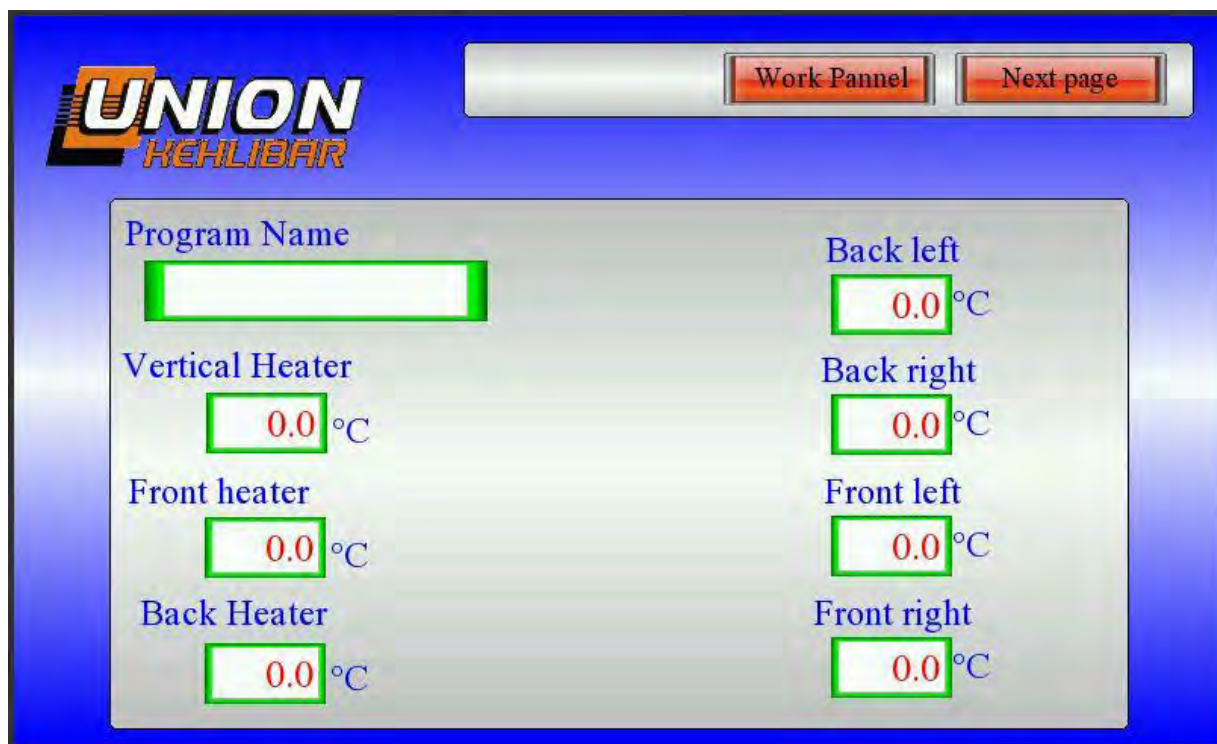 UNION
KEHLIBAR
Work Pannel
Next page
Program Name
Vertical Heater
0.0 °C
Front heater
0.0 °C
Back Heater
0.0 °C
Back left
0.0 °C
Back right
0.0 °C
Front left
0.0 °C
Front right
0.0 °C